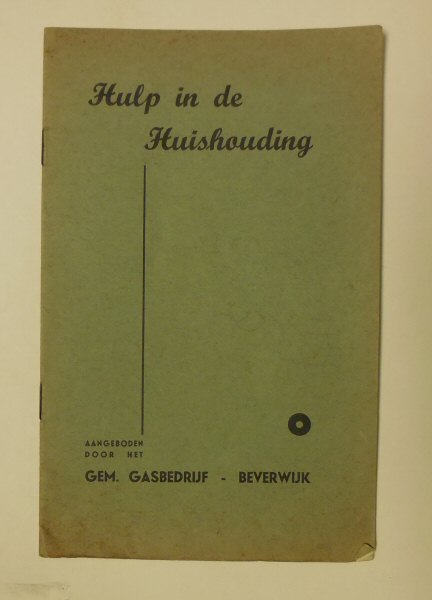 Hulp in de
Huishouding
AANGEBODEN
DOOR HET
GEM. GASBEDRIJF - BEVERWIJK